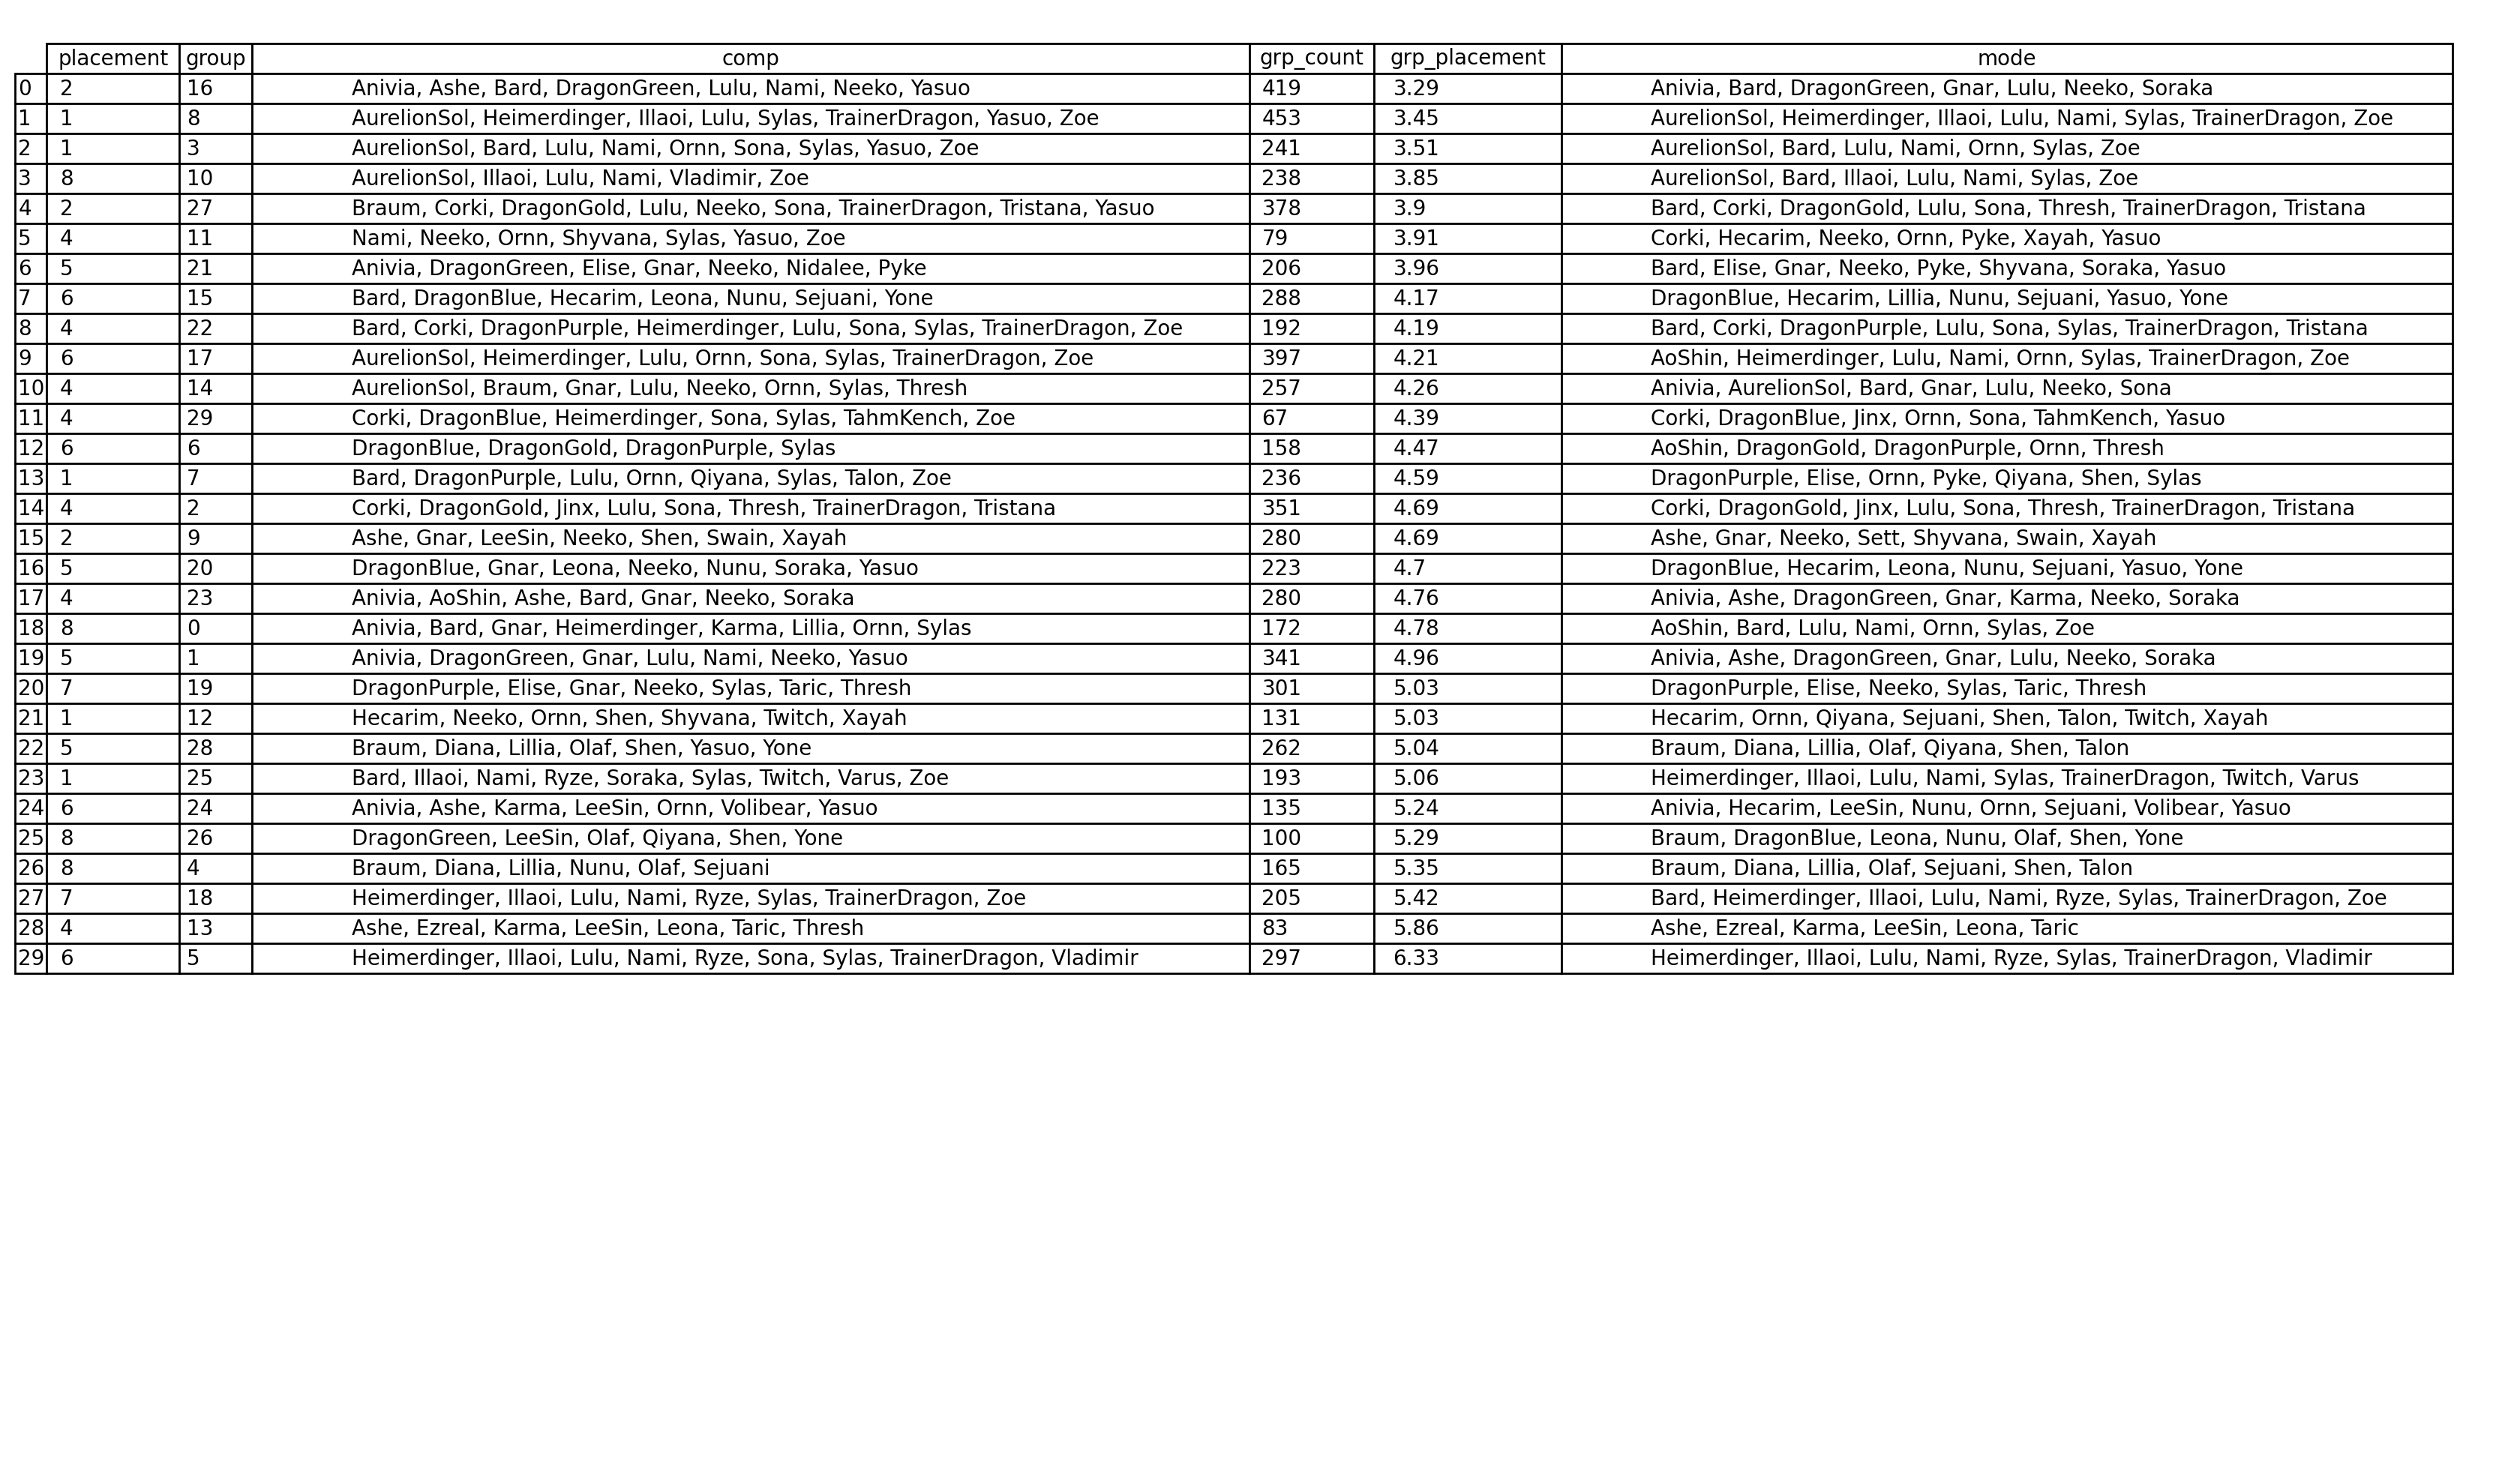 placement group comp grp_count grp_placement mode
0 2 16 Anivia, Ashe, Bard, DragonGreen, Lulu, Nami, Neeko, Yasuo 419 3.29 Anivia, Bard, DragonGreen, Gnar, Lulu, Neeko, Soraka
1 1 8 AurelionSol, Heimerdinger, Illaoi, Lulu, Sylas, TrainerDragon, Yasuo, Zoe 453 3.45 AurelionSol, Heimerdinger, Illaoi, Lulu, Nami, Sylas, TrainerDragon, Zoe
2 1 3 AurelionSol, Bard, Lulu, Nami, Ornn, Sona, Sylas, Yasuo, Zoe 241 3.51 AurelionSol, Bard, Lulu, Nami, Ornn, Sylas, Zoe
3 8 10 AurelionSol, Illaoi, Lulu, Nami, Vladimir, Zoe 238 3.85 AurelionSol, Bard, Illaoi, Lulu, Nami, Sylas, Zoe
4 2 27 Braum, Corki, DragonGold, Lulu, Neeko, Sona, TrainerDragon, Tristana, Yasuo 378 3.9 Bard, Corki, DragonGold, Lulu, Sona, Thresh, TrainerDragon, Tristana
5 4 11 Nami, Neeko, Ornn, Shyvana, Sylas, Yasuo, Zoe 79 3.91 Corki, Hecarim, Neeko, Ornn, Pyke, Xayah, Yasuo
6 5 21 Anivia, DragonGreen, Elise, Gnar, Neeko, Nidalee, Pyke 206 3.96 Bard, Elise, Gnar, Neeko, Pyke, Shyvana, Soraka, Yasuo
7 6 15 Bard, DragonBlue, Hecarim, Leona, Nunu, Sejuani, Yone 288 4.17 DragonBlue, Hecarim, Lillia, Nunu, Sejuani, Yasuo, Yone
8 4 22 Bard, Corki, DragonPurple, Heimerdinger, Lulu, Sona, Sylas, TrainerDragon, Zoe 192 4.19 Bard, Corki, DragonPurple, Lulu, Sona, Sylas, TrainerDragon, Tristana
9 6 17 AurelionSol, Heimerdinger, Lulu, Ornn, Sona, Sylas, TrainerDragon, Zoe 397 4.21 AoShin, Heimerdinger, Lulu, Nami, Ornn, Sylas, TrainerDragon, Zoe
10 4 14 AurelionSol, Braum, Gnar, Lulu, Neeko, Ornn, Sylas, Thresh 257 4.26 Anivia, AurelionSol, Bard, Gnar, Lulu, Neeko, Sona
11 4 29 Corki, DragonBlue, Heimerdinger, Sona, Sylas, TahmKench, Zoe 67 4.39 Corki, DragonBlue, Jinx, Ornn, Sona, TahmKench, Yasuo
12 6 6 DragonBlue, DragonGold, DragonPurple, Sylas 158 4.47 AoShin, DragonGold, DragonPurple, Ornn, Thresh
13 1 7 Bard, DragonPurple, Lulu, Ornn, Qiyana, Sylas, Talon, Zoe 236 4.59 DragonPurple, Elise, Ornn, Pyke, Qiyana, Shen, Sylas
14 4 2 Corki, DragonGold, Jinx, Lulu, Sona, Thresh, TrainerDragon, Tristana 351 4.69 Corki, DragonGold, Jinx, Lulu, Sona, Thresh, TrainerDragon, Tristana
15 2 9 Ashe, Gnar, LeeSin, Neeko, Shen, Swain, Xayah 280 4.69 Ashe, Gnar, Neeko, Sett, Shyvana, Swain, Xayah
16 5 20 DragonBlue, Gnar, Leona, Neeko, Nunu, Soraka, Yasuo 223 4.7 DragonBlue, Hecarim, Leona, Nunu, Sejuani, Yasuo, Yone
17 4 23 Anivia, AoShin, Ashe, Bard, Gnar, Neeko, Soraka 280 4.76 Anivia, Ashe, DragonGreen, Gnar, Karma, Neeko, Soraka
18 8 0 Anivia, Bard, Gnar, Heimerdinger, Karma, Lillia, Ornn, Sylas 172 4.78 AoShin, Bard, Lulu, Nami, Ornn, Sylas, Zoe
19 5 1 Anivia, DragonGreen, Gnar, Lulu, Nami, Neeko, Yasuo 341 4.96 Anivia, Ashe, DragonGreen, Gnar, Lulu, Neeko, Soraka
20 7 19 DragonPurple, Elise, Gnar, Neeko, Sylas, Taric, Thresh 301 5.03 DragonPurple, Elise, Neeko, Sylas, Taric, Thresh
21 1 12 Hecarim, Neeko, Ornn, Shen, Shyvana, Twitch, Xayah 131 5.03 Hecarim, Ornn, Qiyana, Sejuani, Shen, Talon, Twitch, Xayah
22 5 28 Braum, Diana, Lillia, Olaf, Shen, Yasuo, Yone 262 5.04 Braum, Diana, Lillia, Olaf, Qiyana, Shen, Talon
23 1 25 Bard, Illaoi, Nami, Ryze, Soraka, Sylas, Twitch, Varus, Zoe 193 5.06 Heimerdinger, Illaoi, Lulu, Nami, Sylas, TrainerDragon, Twitch, Varus
24 6 24 Anivia, Ashe, Karma, LeeSin, Ornn, Volibear, Yasuo 135 5.24 Anivia, Hecarim, LeeSin, Nunu, Ornn, Sejuani, Volibear, Yasuo
25 8 26 DragonGreen, LeeSin, Olaf, Qiyana, Shen, Yone 100 5.29 Braum, DragonBlue, Leona, Nunu, Olaf, Shen, Yone
26 8 4 Braum, Diana, Lillia, Nunu, Olaf, Sejuani 165 5.35 Braum, Diana, Lillia, Olaf, Sejuani, Shen, Talon
27 7 18 Heimerdinger, Illaoi, Lulu, Nami, Ryze, Sylas, TrainerDragon, Zoe 205 5.42 Bard, Heimerdinger, Illaoi, Lulu, Nami, Ryze, Sylas, TrainerDragon, Zoe
28 4 13 Ashe, Ezreal, Karma, LeeSin, Leona, Taric, Thresh 83 5.86 Ashe, Ezreal, Karma, LeeSin, Leona, Taric
29 6 5 Heimerdinger, Illaoi, Lulu, Nami, Ryze, Sona, Sylas, TrainerDragon, Vladimir 297 6.33 Heimerdinger, Illaoi, Lulu, Nami, Ryze, Sylas, TrainerDragon, Vladimir